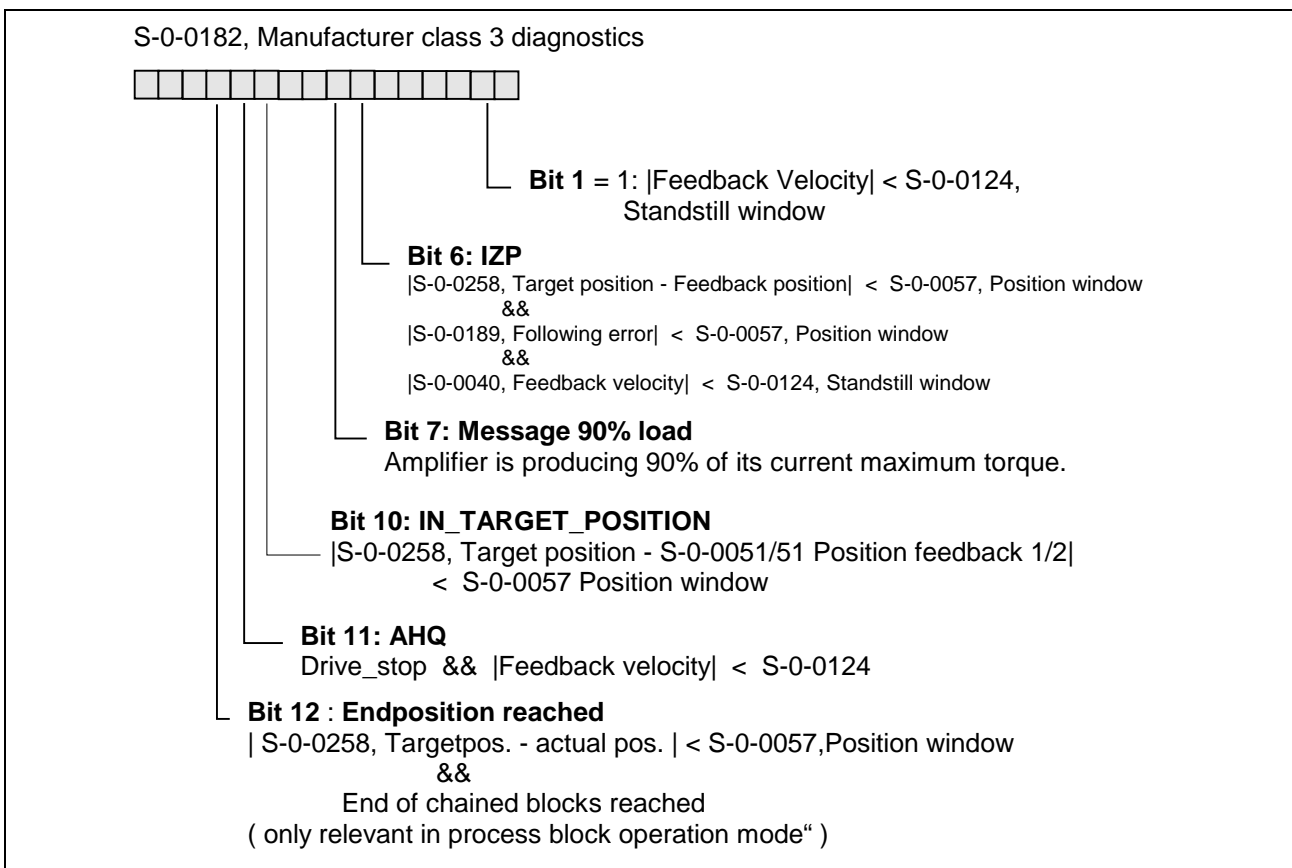 S-0-0182, Manufacturer class 3 diagnostics
Bit 1 = 1: |Feedback Velocity| < S-0-0124,
Standstill window
Bit 6: IZP
|S-0-0258, Target position - Feedback position| < S-0-0057, Position window
&&
|S-0-0189, Following error| < S-0-0057, Position window
&&
|S-0-0040, Feedback velocity| < S-0-0124, Standstill window
Bit 7: Message 90% load
Amplifier is producing 90% of its current maximum torque.
Bit 10: IN_TARGET_POSITION
|S-0-0258, Target position - S-0-0051/51 Position feedback 1/2|
< S-0-0057 Position window
Bit 11: AHQ
Drive_stop && |Feedback velocity| < S-0-0124
Bit 12 : Endposition reached
| S-0-0258, Targetpos. - actual pos. | < S-0-0057,Position window
&&
End of chained blocks reached
( only relevant in process block operation mode“ )